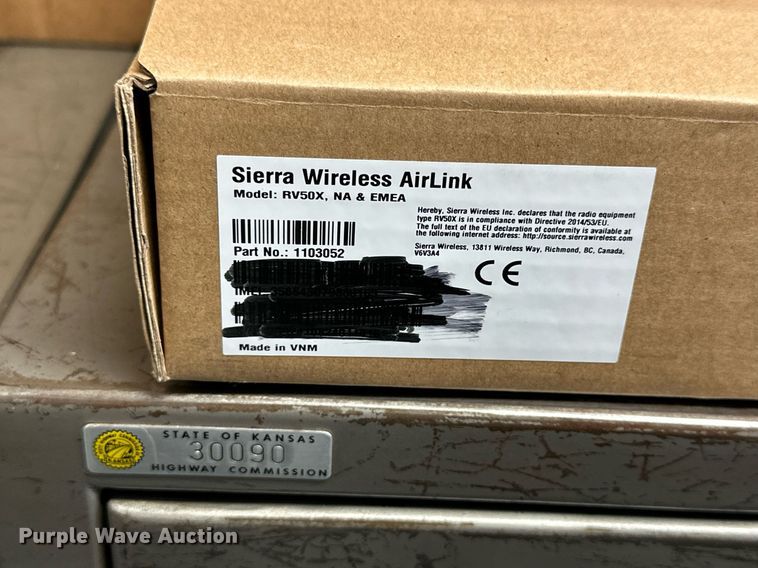 Sierra Wireless AirLink
Model: RV50X, NA & EMEA
Part No.: 1103052
Hereby, Sierra Wireless Inc. declares that the radio equipment
type RV50X is in compliance with Directive 2014/53/EU.
The full text of the EU declaration of conformity is available at
the following internet address: http://source.sierrawireless.com
Sierra Wireless, 13811 Wireless Way, Richmond, BC, Canada,
V6V3A4
CE
Made in VNM
STATE OF KANSAS
30090
HIGHWAY COMMISSION
Purple Wave Auction